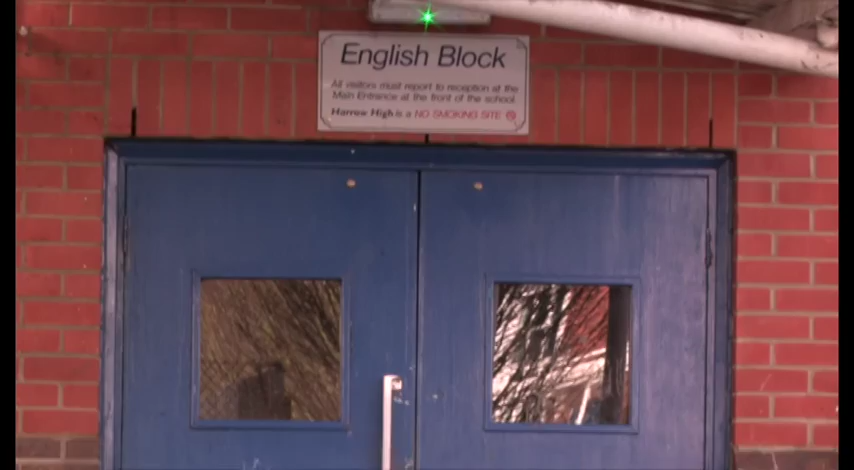 English Block
All visitors must report to reception at the
Main Entrance at the front of the school.
Harrow High is a NO SMOKING SITE